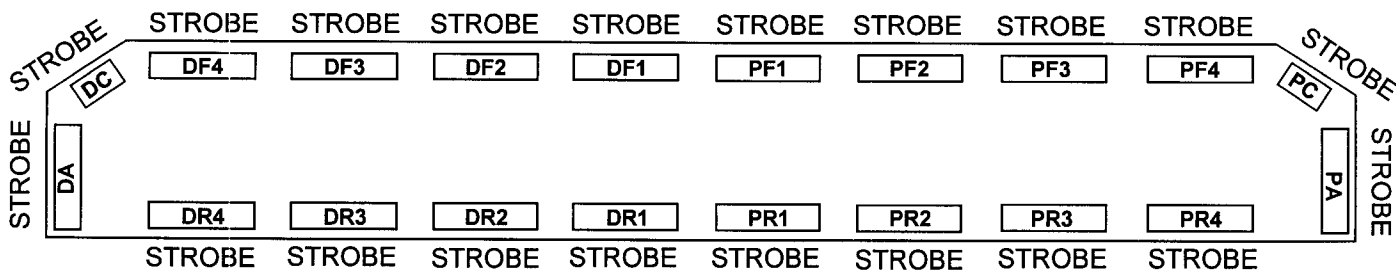 STROBE STROBE STROBE STROBE STROBE STROBE STROBE STROBE
STROBE STROBE
DC DF4 DF3 DF2 DF1 PF1 PF2 PF3 PF4 PC
STROBE DA PA STROBE
DR4 DR3 DR2 DR1 PR1 PR2 PR3 PR4
STROBE STROBE STROBE STROBE STROBE STROBE STROBE STROBE